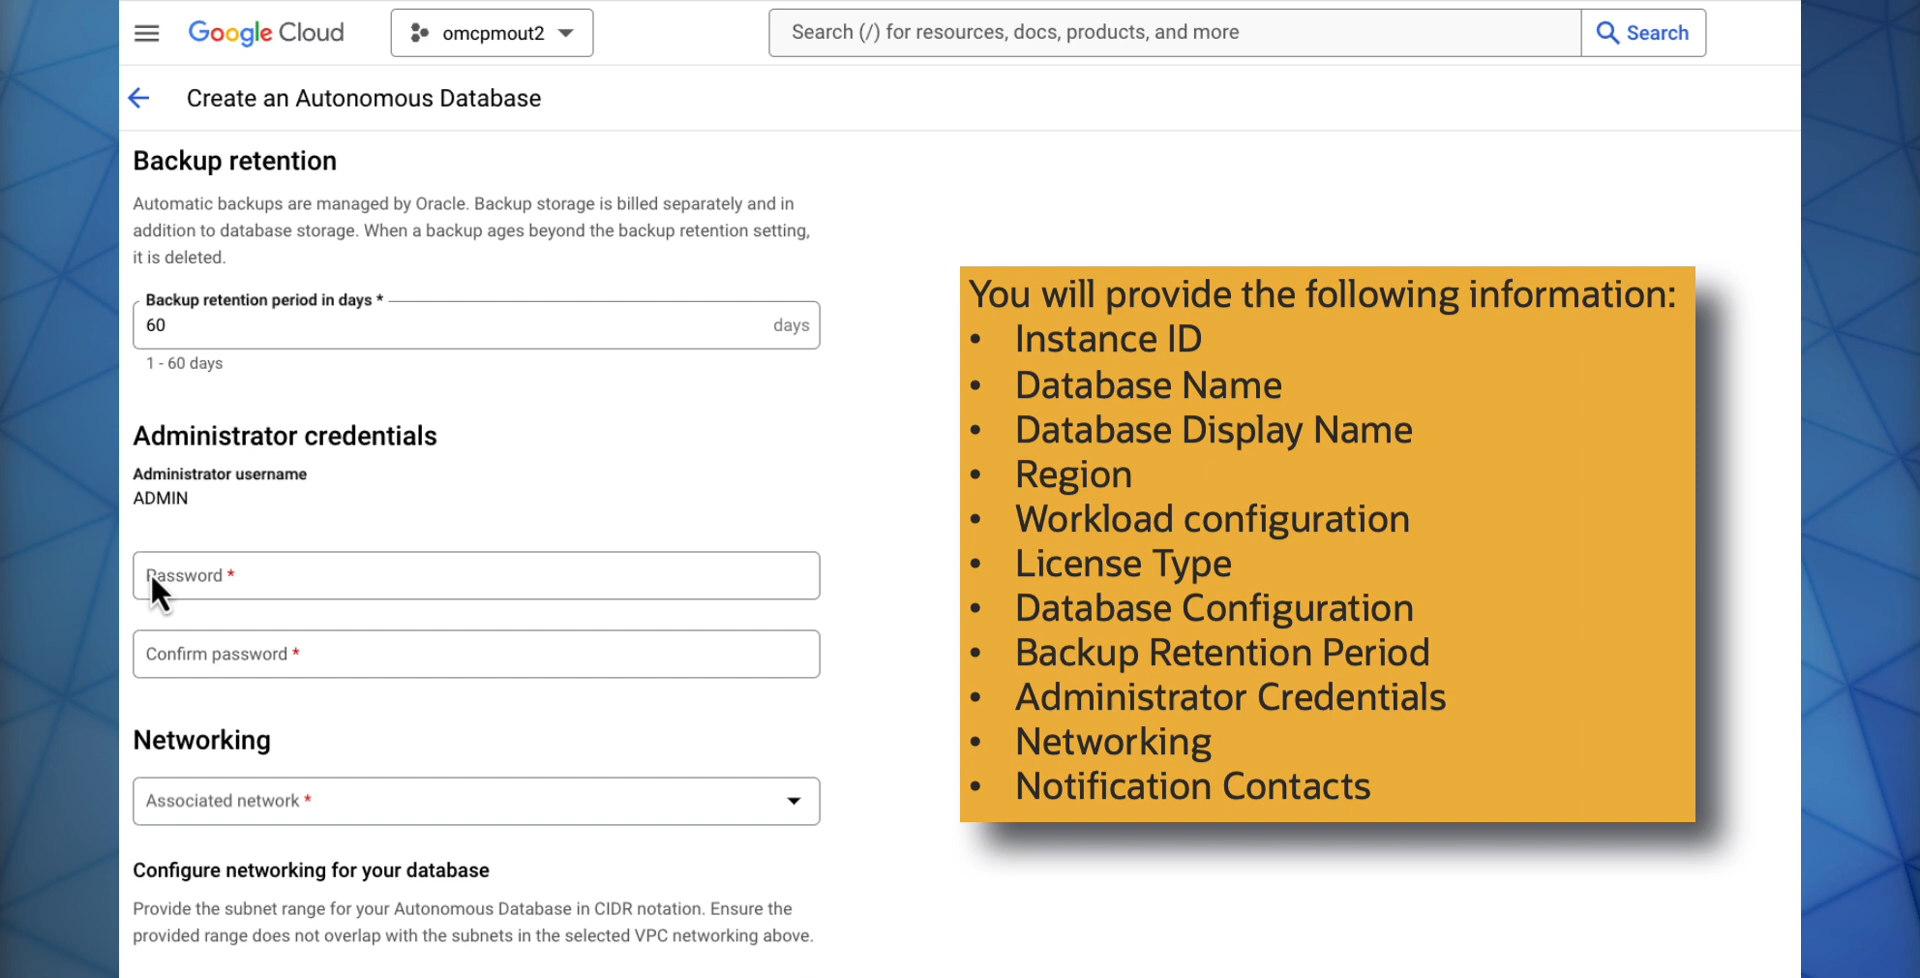 Google Cloud
omcpmout2
Search (/) for resources, docs, products, and more
Search
Create an Autonomous Database
Backup retention
Automatic backups are managed by Oracle. Backup storage is billed separately and in
addition to database storage. When a backup ages beyond the backup retention setting,
it is deleted.
Backup retention period in days *
60
days
1 - 60 days
Administrator credentials
Administrator username
ADMIN
Password *
Confirm password *
Networking
Associated network *
Configure networking for your database
Provide the subnet range for your Autonomous Database in CIDR notation. Ensure the
provided range does not overlap with the subnets in the selected VPC networking above.
You will provide the following information:
• Instance ID
• Database Name
• Database Display Name
• Region
• Workload configuration
• License Type
• Database Configuration
• Backup Retention Period
• Administrator Credentials
• Networking
• Notification Contacts